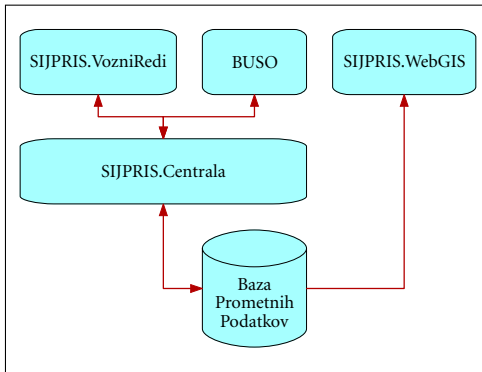 SIJPRIS.VozniRedi
BUSO
SIJPRIS.WebGIS
SIJPRIS.Centrala
Baza
Prometnih
Podatkov